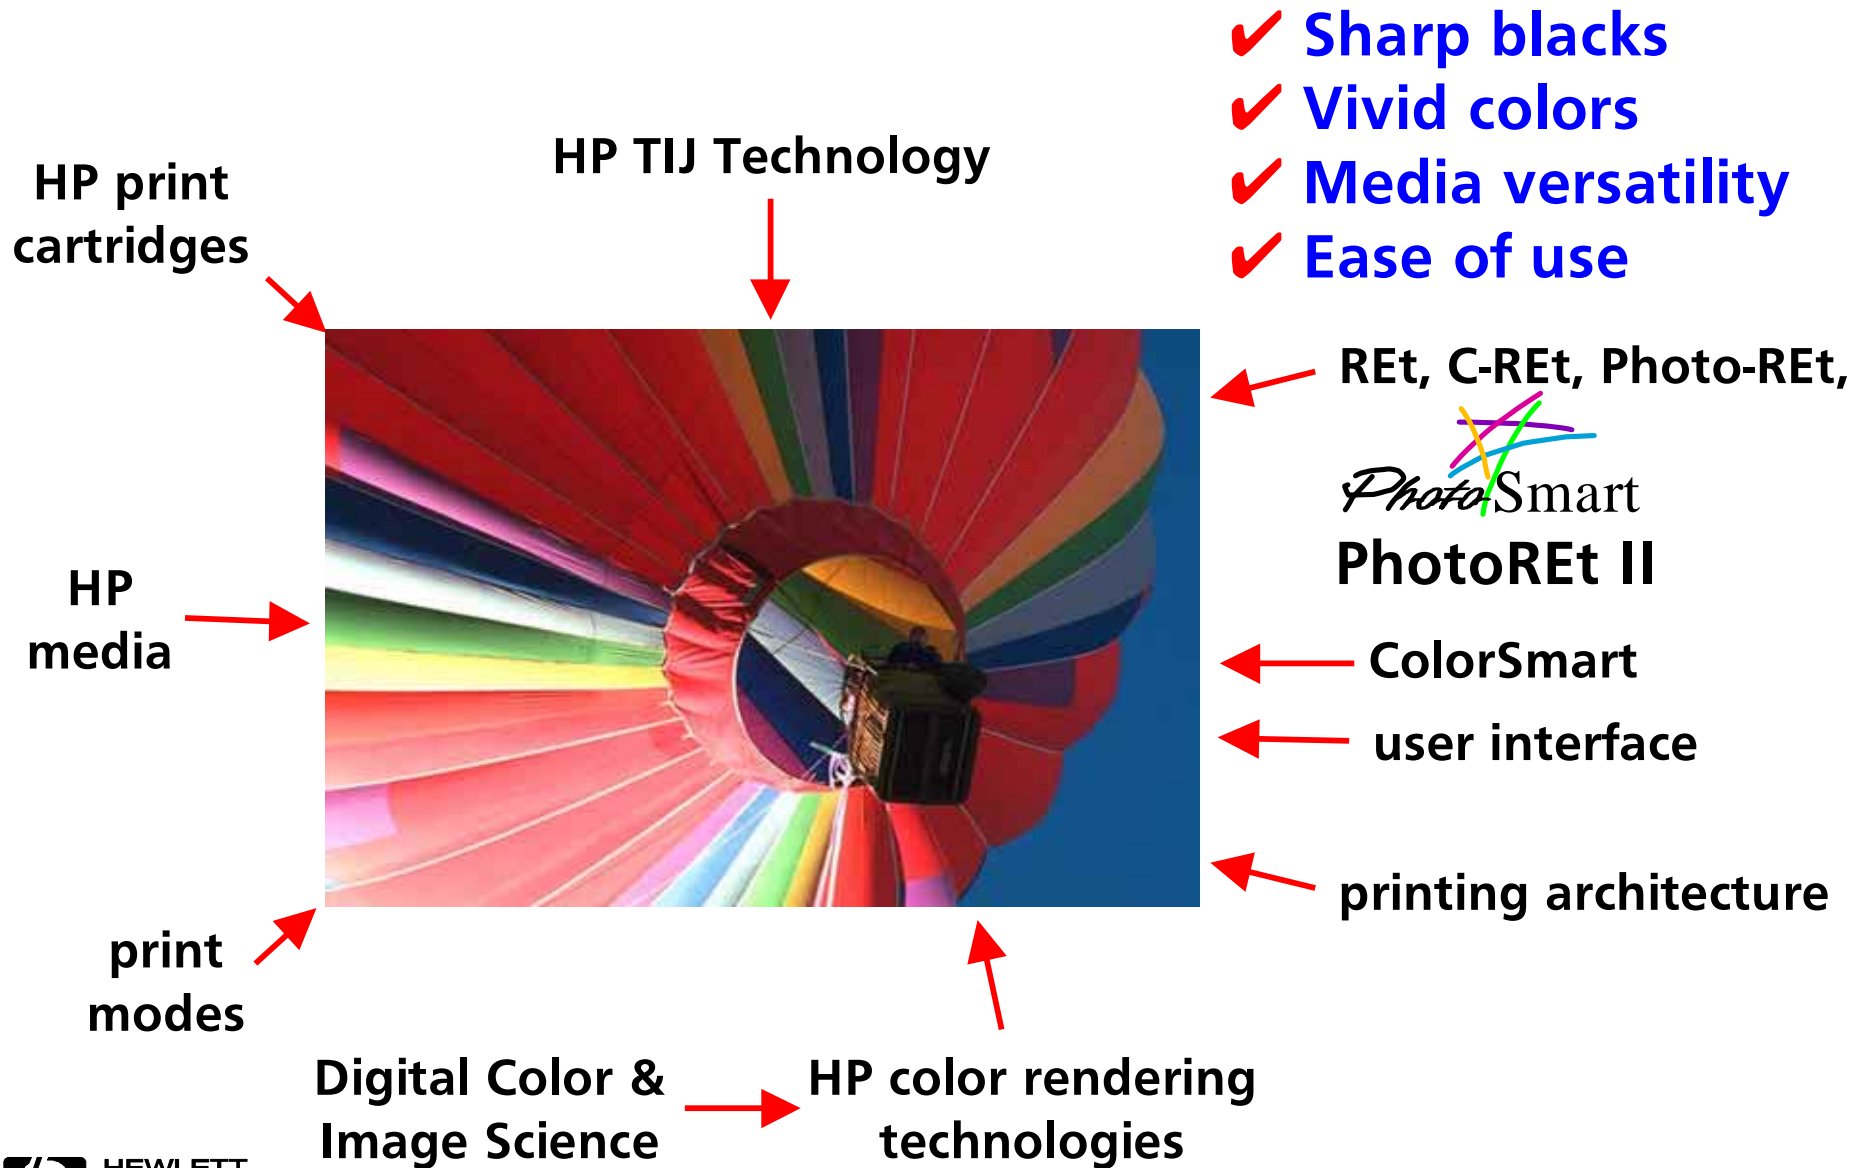 ✔ Sharp blacks
✔ Vivid colors
✔ Media versatility
✔ Ease of use
HP TIJ Technology
HP print
cartridges
REt, C-REt, Photo-REt,
PhotoSmart
PhotoREt II
HP
media
ColorSmart
user interface
printing architecture
print
modes
Digital Color &
Image Science
HP color rendering
technologies
HEWLETT